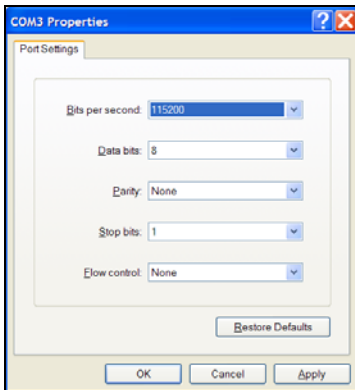 COM3 Properties
Port Settings
Bits per second: 115200
Data bits: 8
Parity: None
Stop bits: 1
Flow control: None
Restore Defaults
OK Cancel Apply